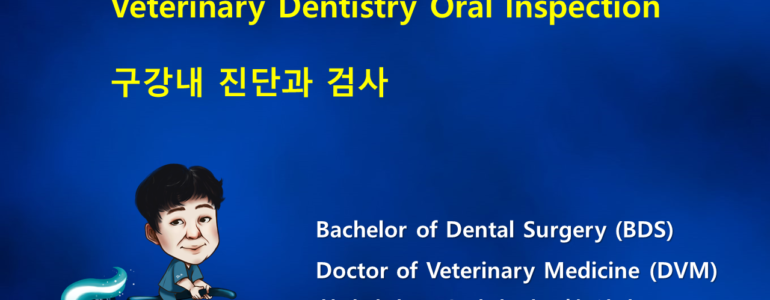 Veterinary Dentistry Oral Inspection
구강내 진단과 검사
Bachelor of Dental Surgery (BDS)
Doctor of Veterinary Medicine (DVM)